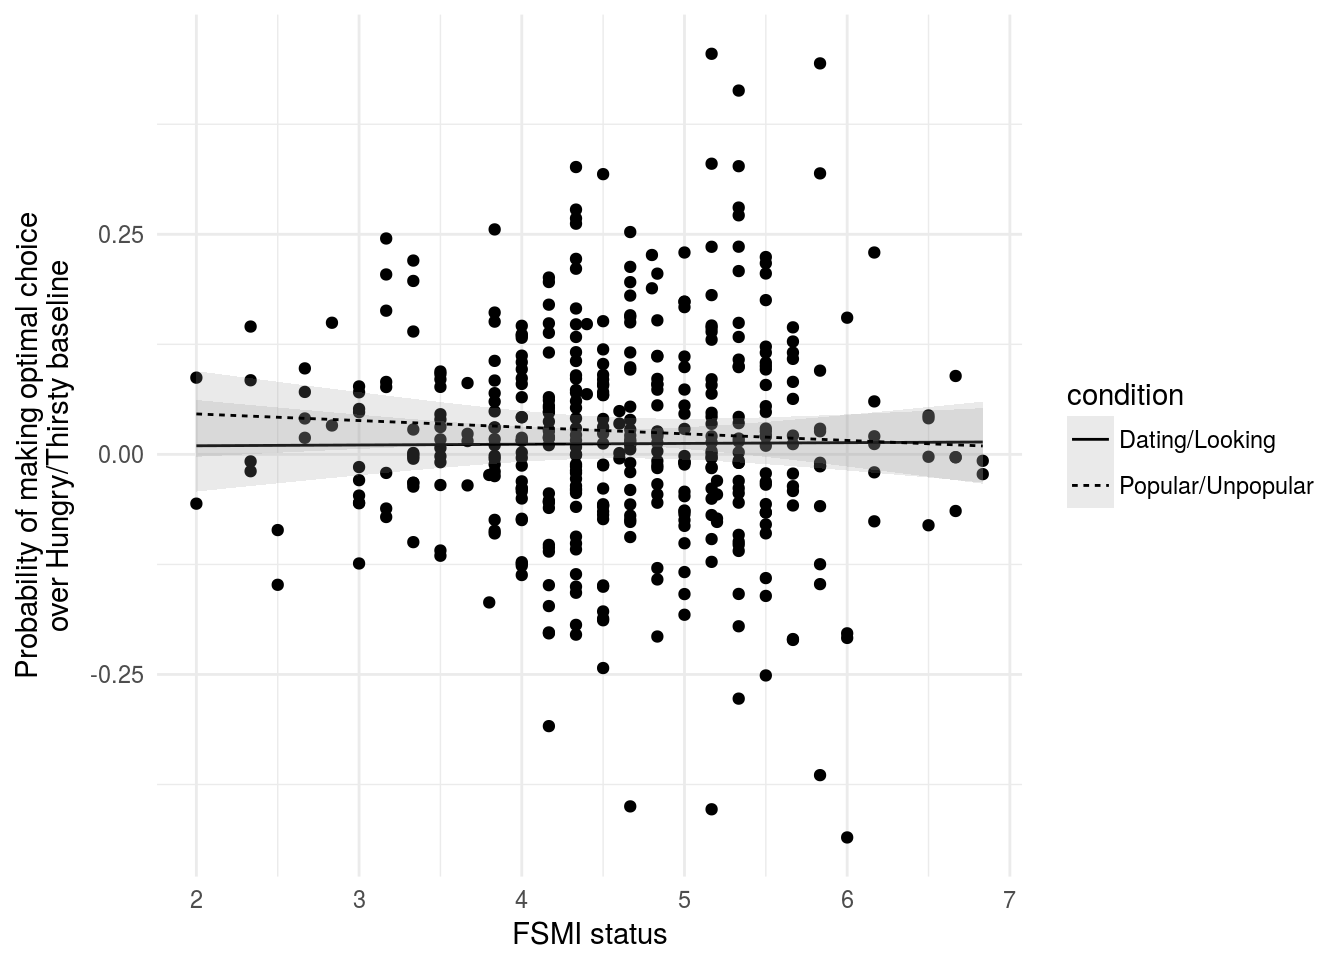 Probability of making optimal choice
over Hungry/Thirsty baseline
0.25
0.00
-0.25
2 3 4 5 6 7
FSMI status
condition
Dating/Looking
Popular/Unpopular